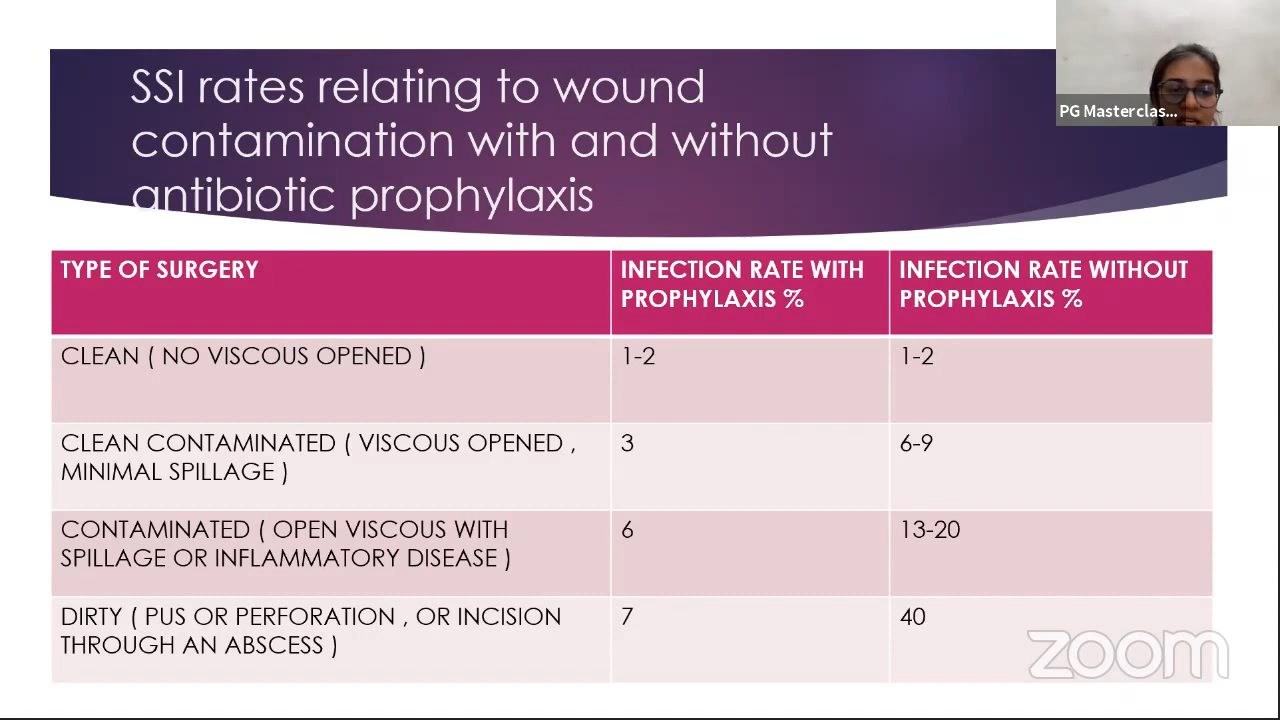 SSI rates relating to wound
contamination with and without
antibiotic prophylaxis
PG Masterclas...
TYPE OF SURGERY
INFECTION RATE WITH
PROPHYLAXIS %
INFECTION RATE WITHOUT
PROPHYLAXIS %
CLEAN ( NO VISCOUS OPENED )
1-2
1-2
CLEAN CONTAMINATED ( VISCOUS OPENED ,
MINIMAL SPILLAGE )
3
6-9
CONTAMINATED ( OPEN VISCOUS WITH
SPILLAGE OR INFLAMMATORY DISEASE )
6
13-20
DIRTY ( PUS OR PERFORATION , OR INCISION
THROUGH AN ABSCESS )
7
40
zoom